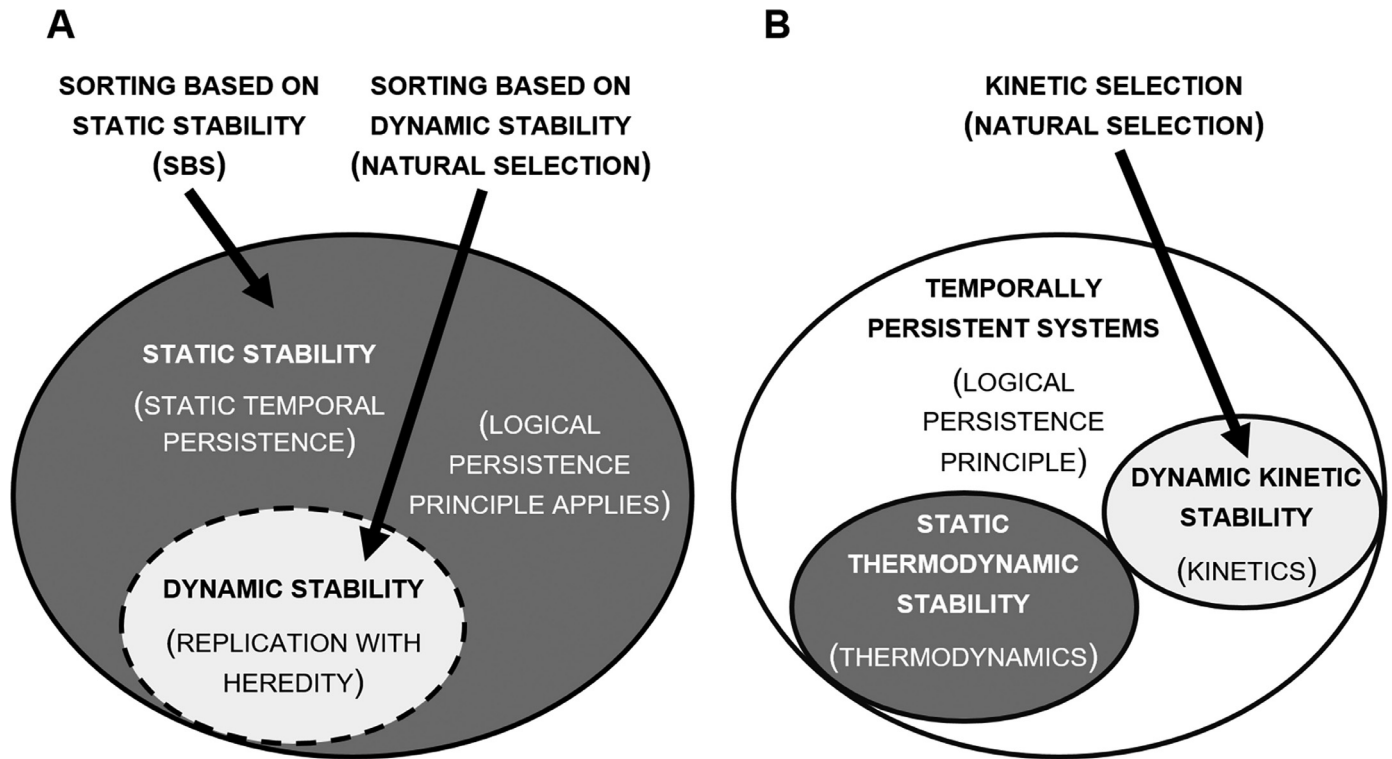 A
SORTING BASED ON
STATIC STABILITY
(SBS)
SORTING BASED ON
DYNAMIC STABILITY
(NATURAL SELECTION)
STATIC STABILITY
(STATIC TEMPORAL
PERSISTENCE)
(LOGICAL
PERSISTENCE
PRINCIPLE APPLIES)
DYNAMIC STABILITY
(REPLICATION WITH
HEREDITY)
B
KINETIC SELECTION
(NATURAL SELECTION)
TEMPORALLY
PERSISTENT SYSTEMS
(LOGICAL
PERSISTENCE
PRINCIPLE)
DYNAMIC KINETIC
STABILITY
(KINETICS)
STATIC
THERMODYNAMIC
STABILITY
(THERMODYNAMICS)